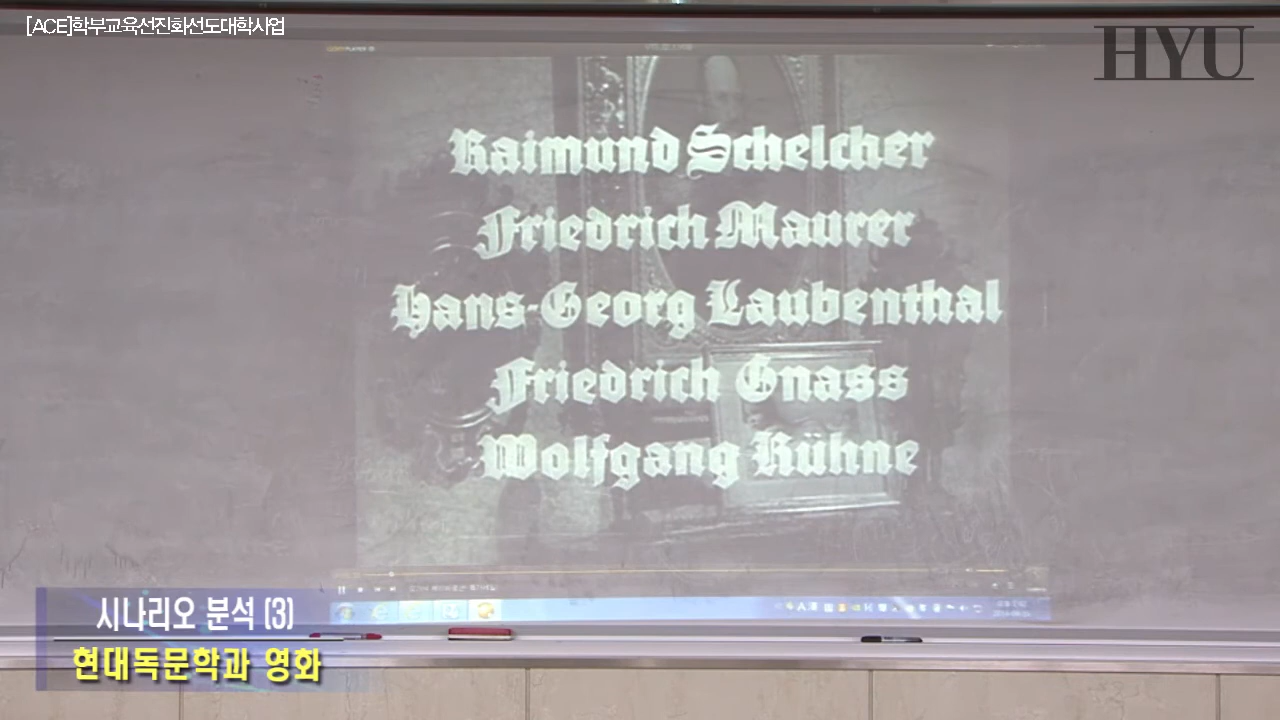 [ACE]학부교육선진화선도대학사업
HYU
Raimund Schelcher
Friedrich Maurer
Hans-Georg Laubenthal
Friedrich Gnass
Wolfgang Kühne
시나리오 분석 (3)
현대독문학과 영화